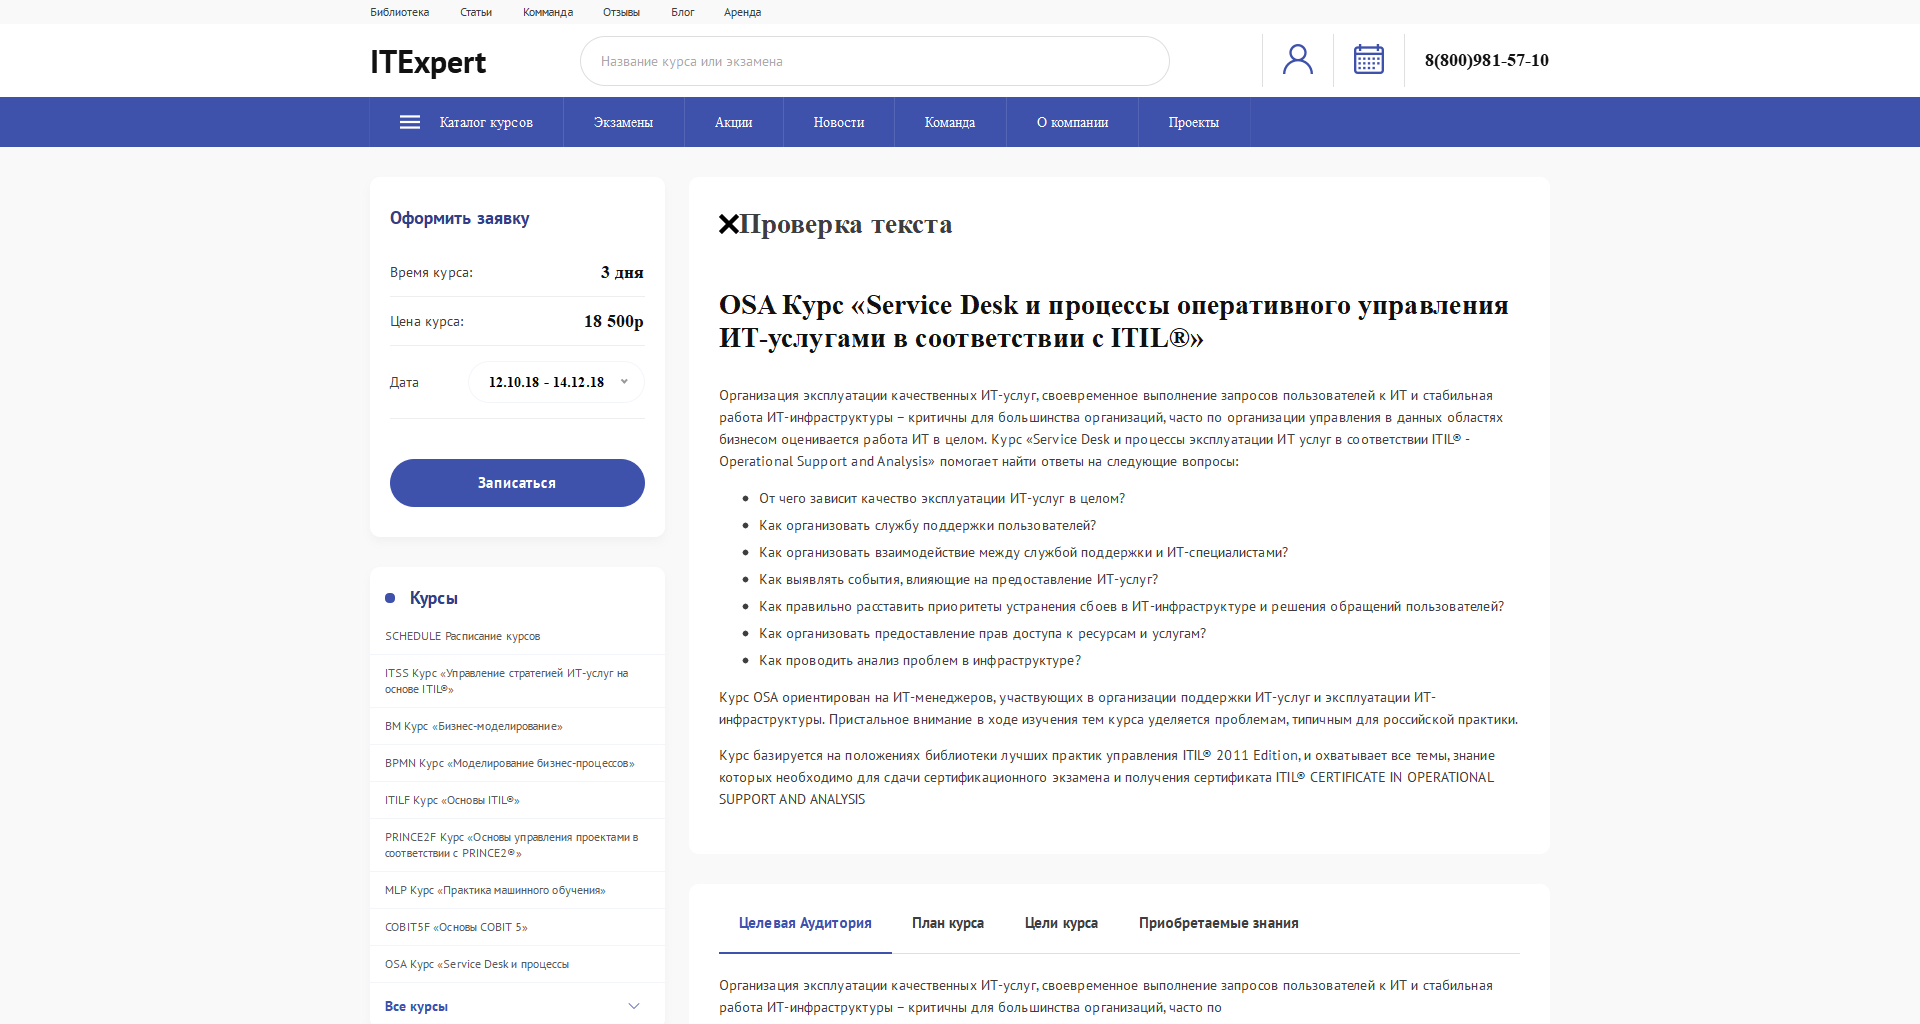 Библиотека Статьи Комманда Отзывы Блог Аренда
ITExpert
Название курса или экзамена
8(800)981-57-10
Каталог курсов Экзамены Акции Новости Команда О компании Проекты
Оформить заявку
Время курса: 3 дня
Цена курса: 18 500р
Дата 12.10.18 - 14.12.18
Записаться
Курсы
SCHEDULE Расписание курсов
ITSS Курс «Управление стратегией ИТ-услуг на
основе ITIL®»
BM Курс «Бизнес-моделирование»
BPMN Курс «Моделирование бизнес-процессов»
ITILF Курс «Основы ITIL®»
PRINCE2F Курс «Основы управления проектами в
соответствии с PRINCE2®»
MLP Курс «Практика машинного обучения»
COBIT5F «Основы COBIT 5»
OSA Курс «Service Desk и процессы
Все курсы
Проверка текста
OSA Курс «Service Desk и процессы оперативного управления
ИТ-услугами в соответствии с ITIL®»
Организация эксплуатации качественных ИТ-услуг, своевременное выполнение запросов пользователей к ИТ и стабильная
работа ИТ-инфраструктуры – критичны для большинства организаций, часто по организации управления в данных областях
бизнесом оценивается работа ИТ в целом. Курс «Service Desk и процессы эксплуатации ИТ услуг в соответствии ITIL® -
Operational Support and Analysis» помогает найти ответы на следующие вопросы:
От чего зависит качество эксплуатации ИТ-услуг в целом?
Как организовать службу поддержки пользователей?
Как организовать взаимодействие между службой поддержки и ИТ-специалистами?
Как выявлять события, влияющие на предоставление ИТ-услуг?
Как правильно расставить приоритеты устранения сбоев в ИТ-инфраструктуре и решения обращений пользователей?
Как организовать предоставление прав доступа к ресурсам и услугам?
Как проводить анализ проблем в инфраструктуре?
Курс OSA ориентирован на ИТ-менеджеров, участвующих в организации поддержки ИТ-услуг и эксплуатации ИТ-
инфраструктуры. Пристальное внимание в ходе изучения тем курса уделяется проблемам, типичным для российской практики.
Курс базируется на положениях библиотеки лучших практик управления ITIL® 2011 Edition, и охватывает все темы, знание
которых необходимо для сдачи сертификационного экзамена и получения сертификата ITIL® CERTIFICATE IN OPERATIONAL
SUPPORT AND ANALYSIS
Целевая Аудитория План курса Цели курса Приобретаемые знания
Организация эксплуатации качественных ИТ-услуг, своевременное выполнение запросов пользователей к ИТ и стабильная
работа ИТ-инфраструктуры – критичны для большинства организаций, часто по